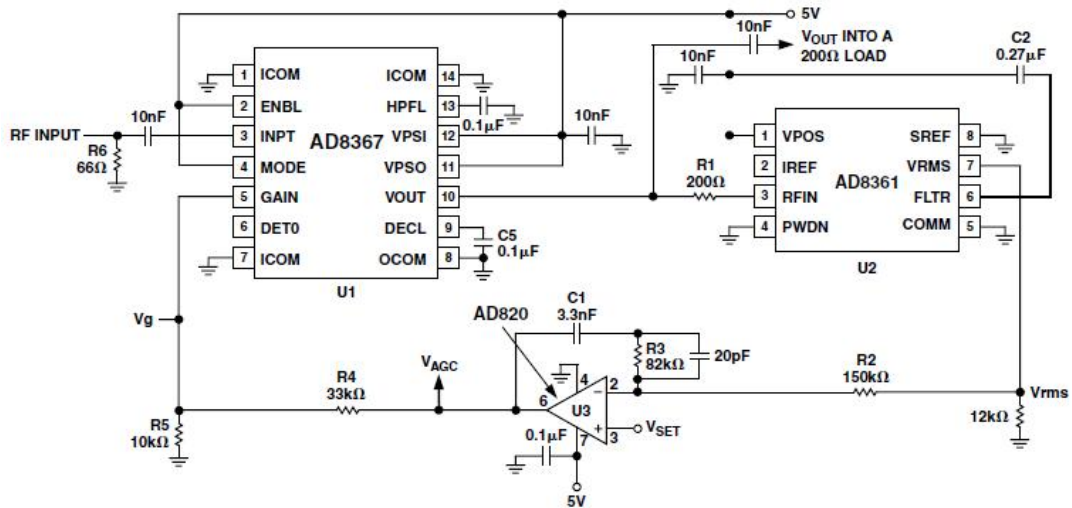 5V
10nF
VOUT INTO A
200Ω LOAD
10nF
C2
0.27µF
1 ICOM
ICOM 14
2 ENBL
HPFL 13
0.1µF
10nF
RF INPUT
10nF
3 INPT
VPSI 12
AD8367
R6
66Ω
4 MODE
VPSO 11
5 GAIN
VOUT 10
6 DET0
DECL 9
C5
0.1µF
7 ICOM
OCOM 8
U1
R1
200Ω
1 VPOS
SREF 8
2 IREF
VRMS 7
AD8361
3 RFIN
FLTR 6
4 PWDN
COMM 5
U2
Vg
AD820
C1
3.3nF
R3
82kΩ
20pF
VAGC
R4
33kΩ
R5
10kΩ
4
6
2
U3
−
+
3
7
VSET
0.1µF
5V
R2
150kΩ
Vrms
12kΩ